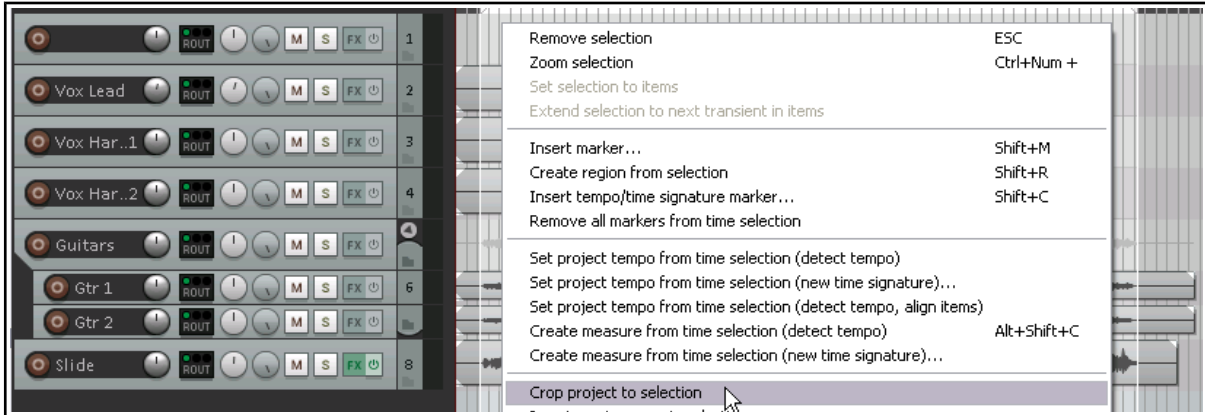 ROUT M S FX 1
Vox Lead ROUT M S FX 2
Vox Har..1 ROUT M S FX 3
Vox Har..2 ROUT M S FX 4
Guitars ROUT M S FX
Gtr 1 ROUT M S FX 6
Gtr 2 ROUT M S FX
Slide ROUT M S FX 8
Remove selection ESC
Zoom selection Ctrl+Num +
Set selection to items
Extend selection to next transient in items
Insert marker... Shift+M
Create region from selection Shift+R
Insert tempo/time signature marker... Shift+C
Remove all markers from time selection
Set project tempo from time selection (detect tempo)
Set project tempo from time selection (new time signature)...
Set project tempo from time selection (detect tempo, align items)
Create measure from time selection (detect tempo) Alt+Shift+C
Create measure from time selection (new time signature)...
Crop project to selection